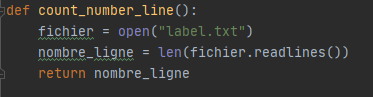 def count_number_line():
    fichier = open("label.txt")
    nombre_ligne = len(fichier.readlines())
    return nombre_ligne